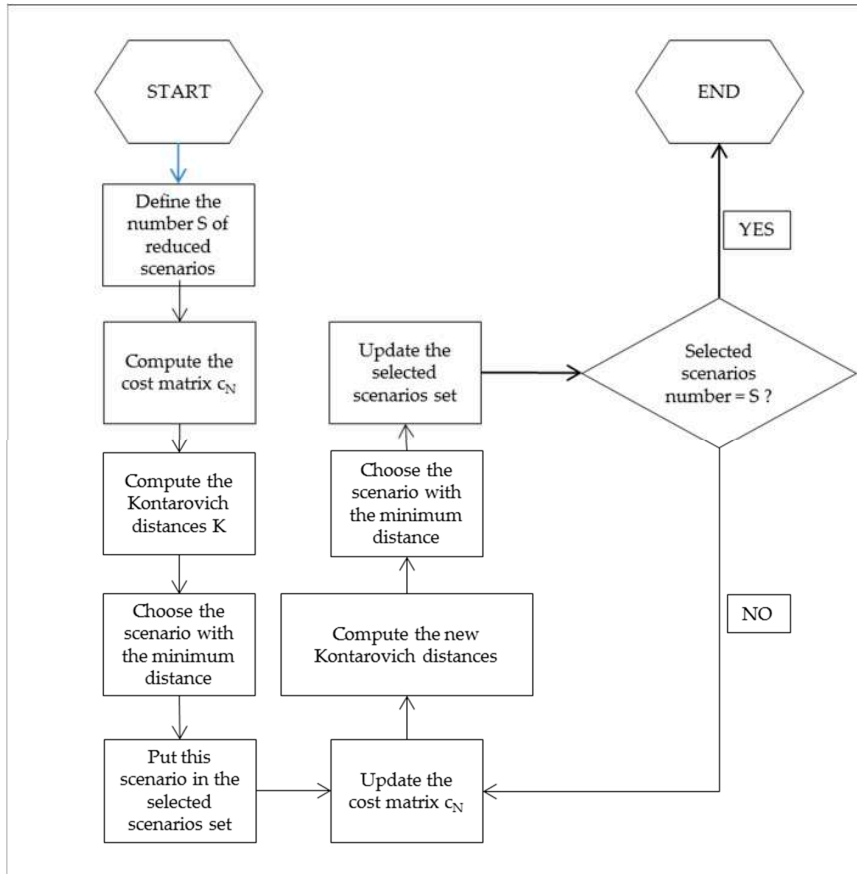 START
Define the
number S of
reduced
scenarios
Compute the
cost matrix cN
Compute the
Kontarovich
distances K
Choose the
scenario with
the minimum
distance
Put this
scenario in the
selected
scenarios set
Update the
cost matrix cN
Compute the new
Kontarovich distances
Choose the
scenario with
the minimum
distance
Update the
selected
scenarios set
Selected
scenarios
number = S ?
YES
END
NO